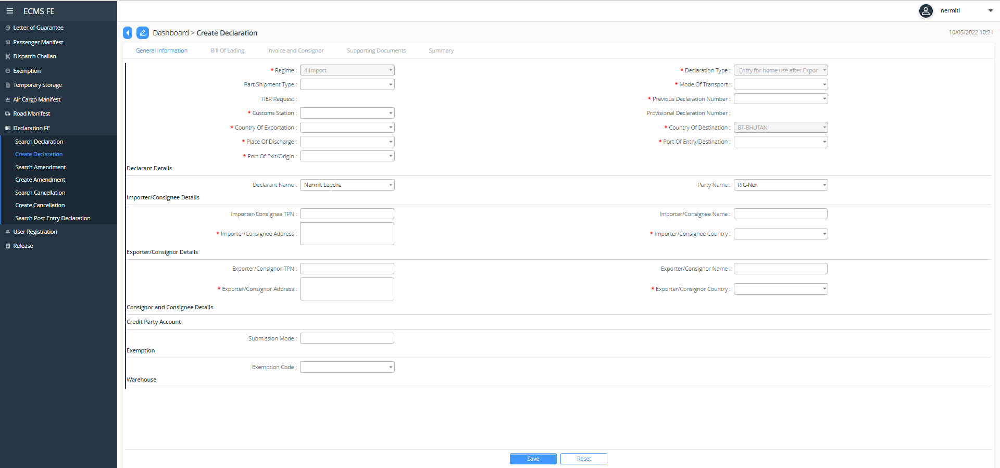 ECMS FE
nermitl
Letter of Guarantee
Passenger Manifest
Dispatch Challan
Exemption
Temporary Storage
Air Cargo Manifest
Road Manifest
Declaration FE
Search Declaration
Create Declaration
Search Amendment
Create Amendment
Search Cancellation
Create Cancellation
Search Post Entry Declaration
User Registration
Release
Dashboard > Create Declaration
10/05/2022 10:21
General Information Bill Of Lading Invoice and Consignor Supporting Documents Summary
* Regime : 4-Import * Declaration Type : Entry for home use after Expor
Part Shipment Type : * Mode Of Transport :
TIER Request : * Previous Declaration Number :
* Customs Station : Provisional Declaration Number :
* Country Of Exportation : * Country Of Destination : BT-BHUTAN
* Place Of Discharge : * Port Of Entry/Destination :
* Port Of Exit/Origin :
Declarant Details
Declarant Name : Nermit Lepcha Party Name : RIC-Ner
Importer/Consignee Details
Importer/Consignee TPN : Importer/Consignee Name :
* Importer/Consignee Address : * Importer/Consignee Country :
Exporter/Consignor Details
Exporter/Consignor TPN : Exporter/Consignor Name :
* Exporter/Consignor Address : * Exporter/Consignor Country :
Consignor and Consignee Details
Credit Party Account
Submission Mode :
Exemption
Exemption Code :
Warehouse
Save Reset